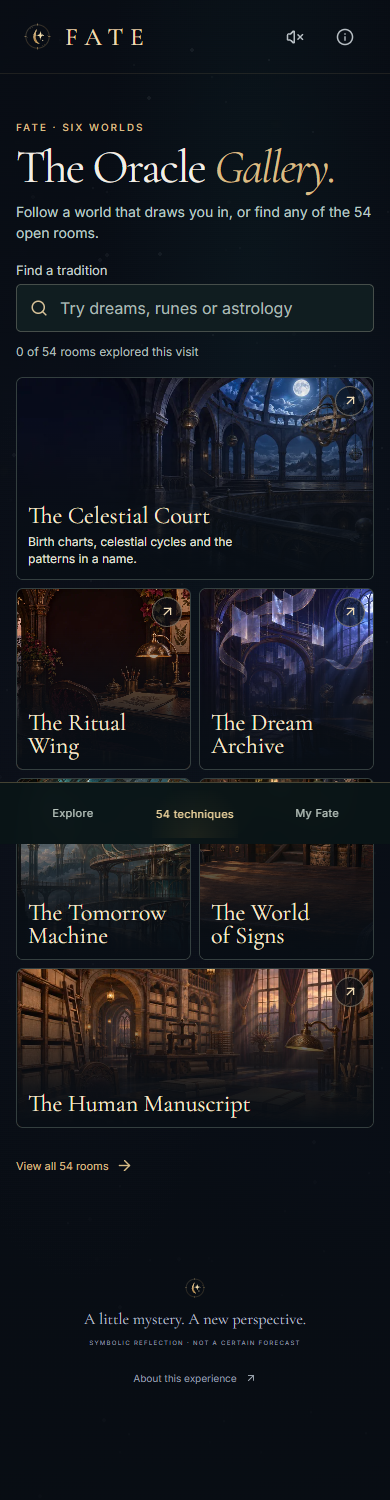 FATE
FATE · SIX WORLDS
The Oracle Gallery.
Follow a world that draws you in, or find any of the 54
open rooms.
Find a tradition
Try dreams, runes or astrology
0 of 54 rooms explored this visit
The Celestial Court
Birth charts, celestial cycles and the
patterns in a name.
The Ritual
Wing
The Dream
Archive
Explore
54 techniques
My Fate
The Tomorrow
Machine
The World
of Signs
The Human Manuscript
View all 54 rooms
A little mystery. A new perspective.
SYMBOLIC REFLECTION · NOT A CERTAIN FORECAST
About this experience